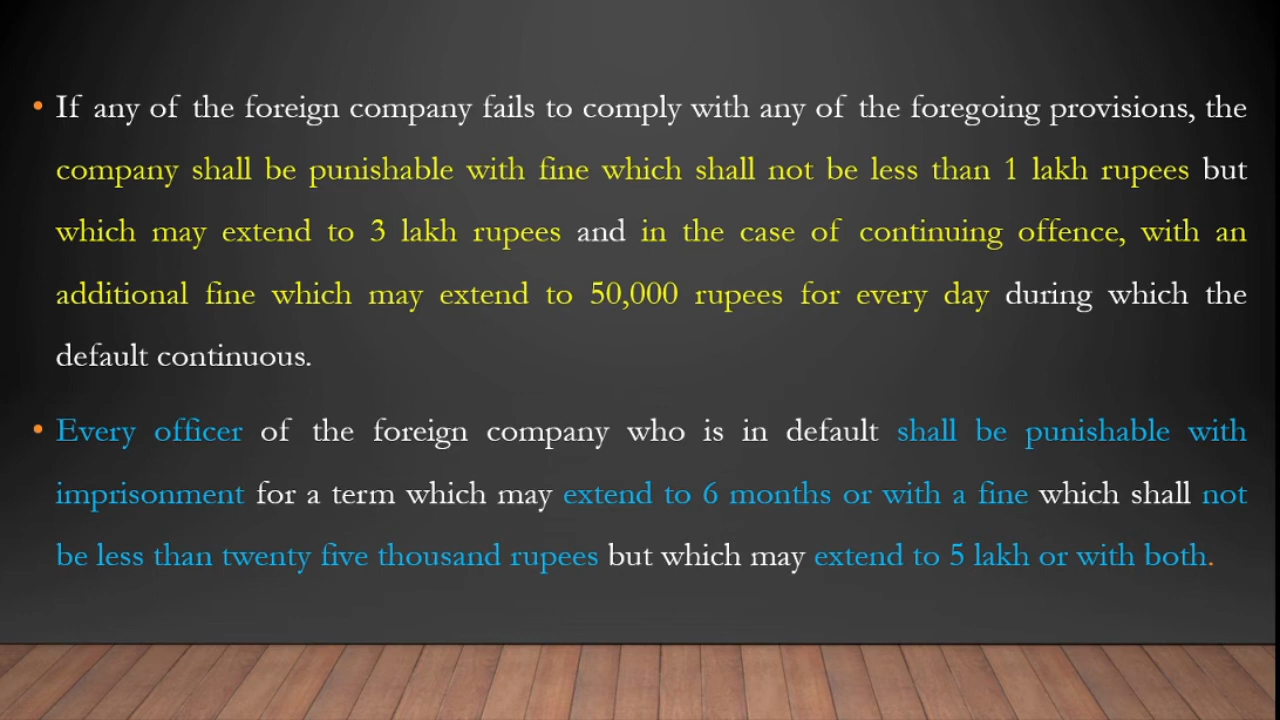 • If any of the foreign company fails to comply with any of the foregoing provisions, the
company shall be punishable with fine which shall not be less than 1 lakh rupees but
which may extend to 3 lakh rupees and in the case of continuing offence, with an
additional fine which may extend to 50,000 rupees for every day during which the
default continuous.
• Every officer of the foreign company who is in default shall be punishable with
imprisonment for a term which may extend to 6 months or with a fine which shall not
be less than twenty five thousand rupees but which may extend to 5 lakh or with both.